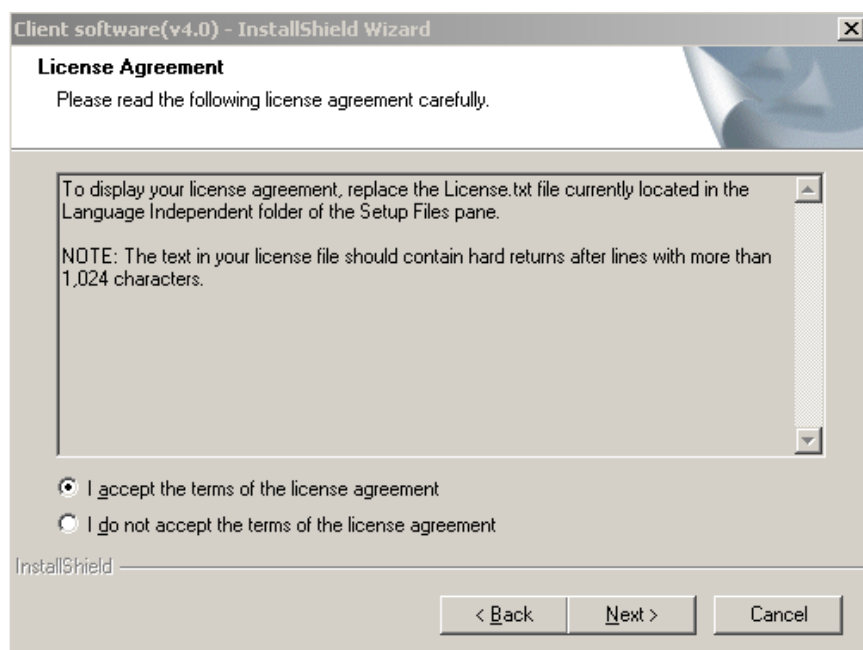 Client software(v4.0) - InstallShield Wizard
License Agreement
Please read the following license agreement carefully.
To display your license agreement, replace the License.txt file currently located in the
Language Independent folder of the Setup Files pane.
NOTE: The text in your license file should contain hard returns after lines with more than
1,024 characters.
I accept the terms of the license agreement
I do not accept the terms of the license agreement
InstallShield
< Back
Next >
Cancel